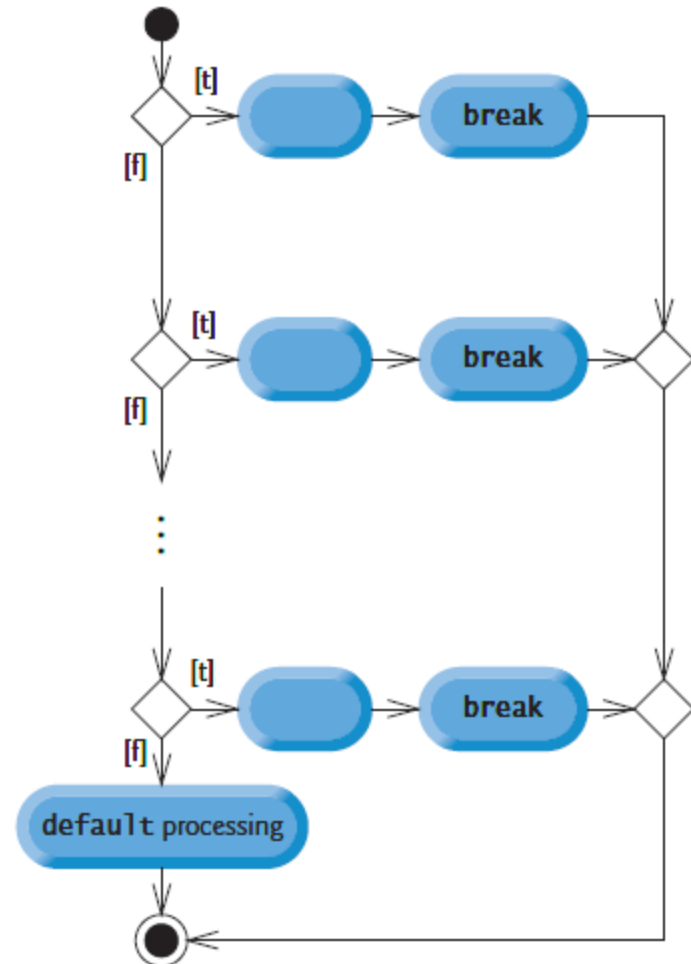 [t]
break
[f]
[t]
break
[f]
⋮
[t]
break
[f]
default processing